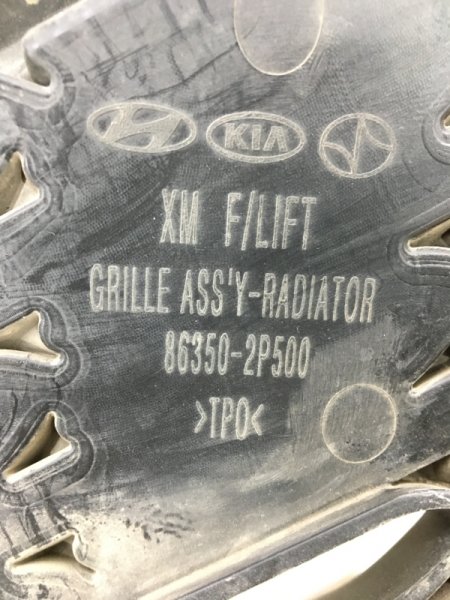 KIA
XM F/LIFT
GRILLE ASS'Y-RADIATOR
86350-2P500
>TPO<